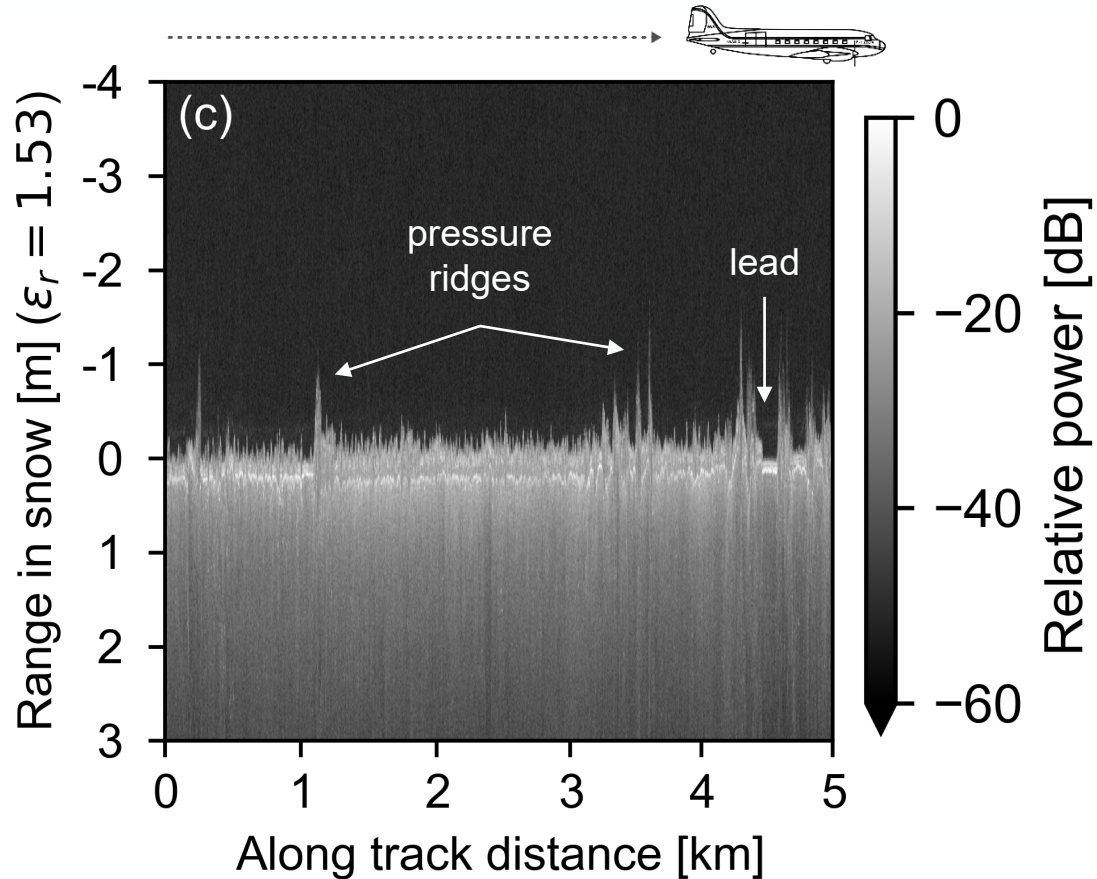 (c)
pressure
ridges
lead
-4
-3
-2
-1
0
1
2
3
Range in snow [m] (εr = 1.53)
0
1
2
3
4
5
Along track distance [km]
0
−20
−40
−60
Relative power [dB]